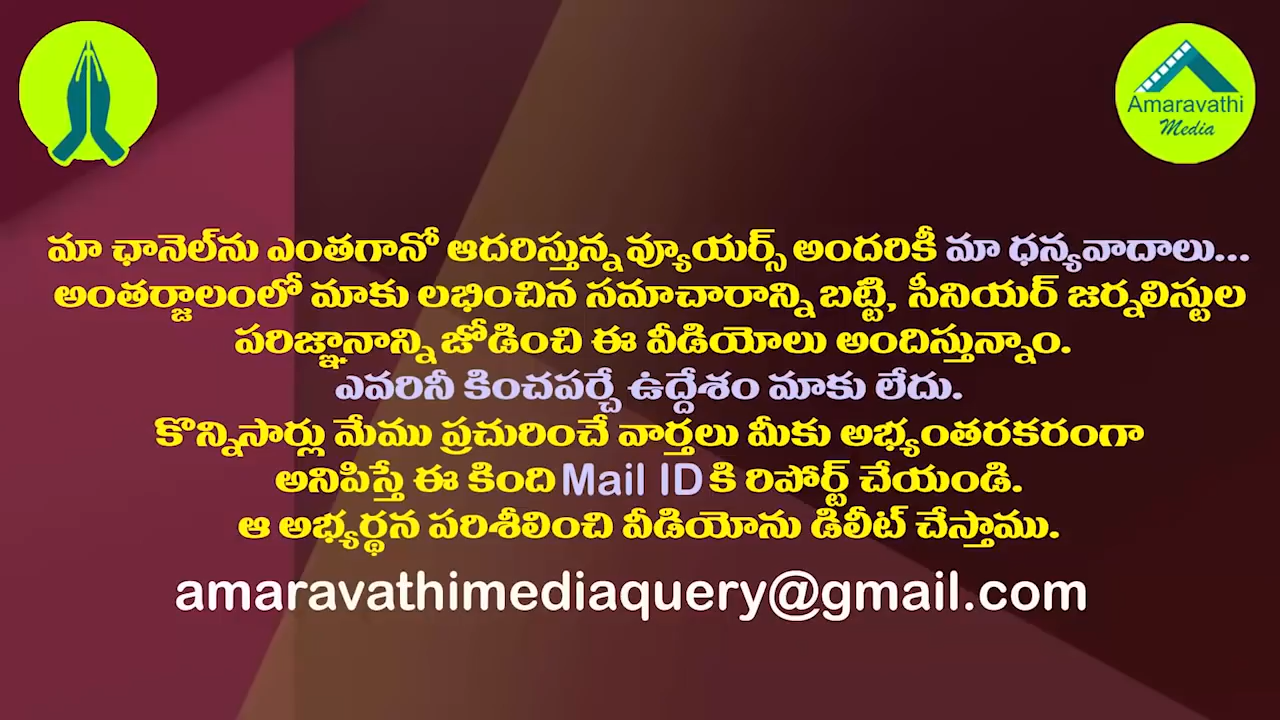 Amaravathi
Media
మా ఛానెల్‌ను ఎంతగానో ఆదరిస్తున్న వ్యూయర్స్ అందరికీ మా ధన్యవాదాలు...
అంతర్జాలంలో మాకు లభించిన సమాచారాన్ని బట్టి, సీనియర్ జర్నలిస్టుల
పరిజ్ఞానాన్ని జోడించి ఈ వీడియోలు అందిస్తున్నాం.
ఎవరినీ కించపర్చే ఉద్దేశం మాకు లేదు.
కొన్నిసార్లు మేము ప్రచురించే వార్తలు మీకు అభ్యంతరకరంగా
అనిపిస్తే ఈ కింది Mail ID కి రిపోర్ట్ చేయండి.
ఆ అభ్యర్థన పరిశీలించి వీడియోను డిలీట్ చేస్తాము.
amaravathimediaquery@gmail.com